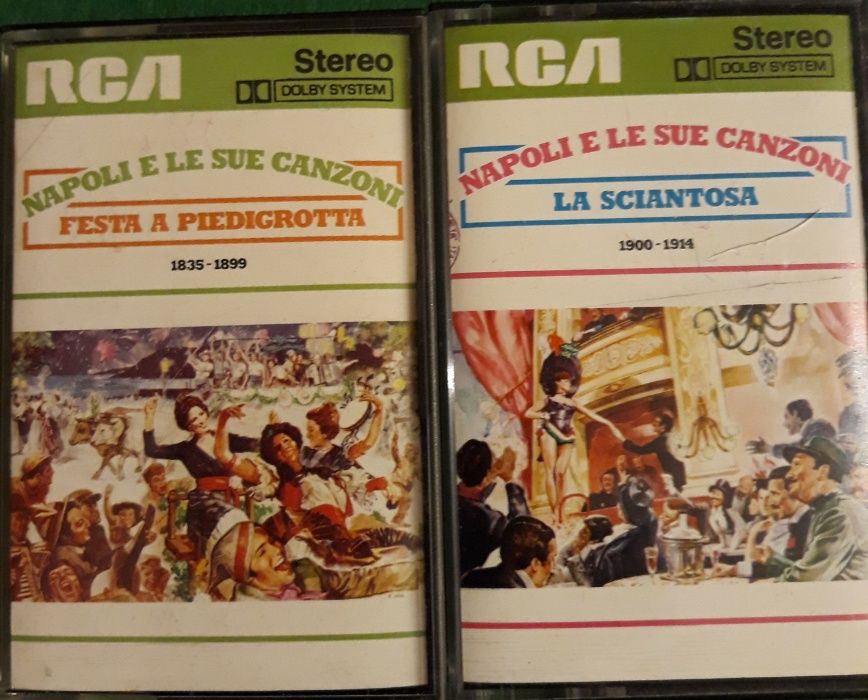 RCA
Stereo
DOLBY SYSTEM
NAPOLI E LE SUE CANZONI
FESTA A PIEDIGROTTA
1835-1899
RCA
Stereo
DOLBY SYSTEM
NAPOLI E LE SUE CANZONI
LA SCIANTOSA
1900-1914